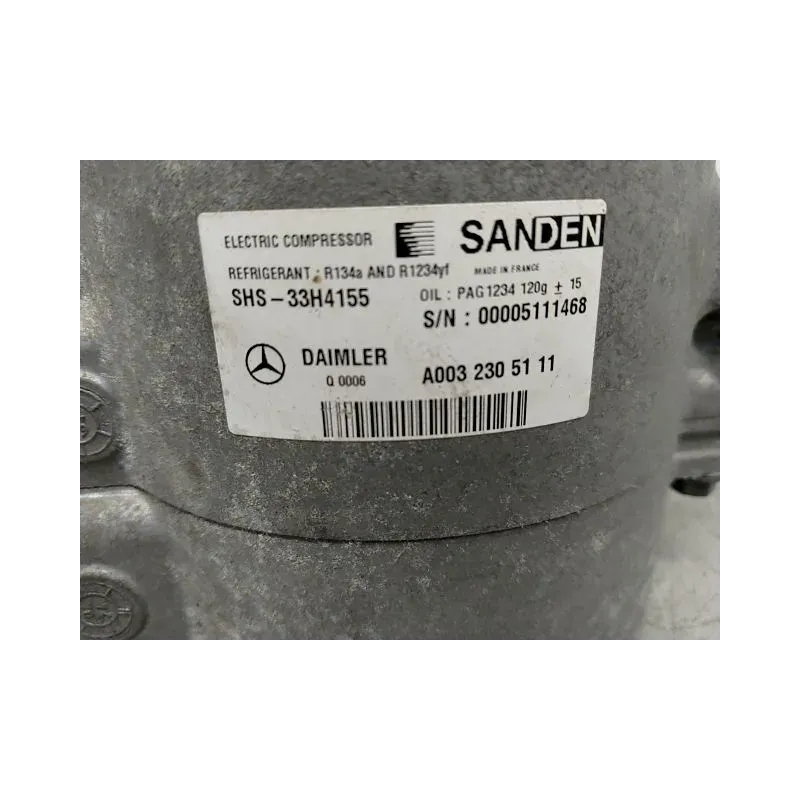 ELECTRIC COMPRESSOR SANDEN
REFRIGERANT : R134a AND R1234yf MADE IN FRANCE
SHS-33H4155 OIL : PAG1234 120g ± 15
S/N : 00005111468
DAIMLER
Q 0006 A003 230 51 11